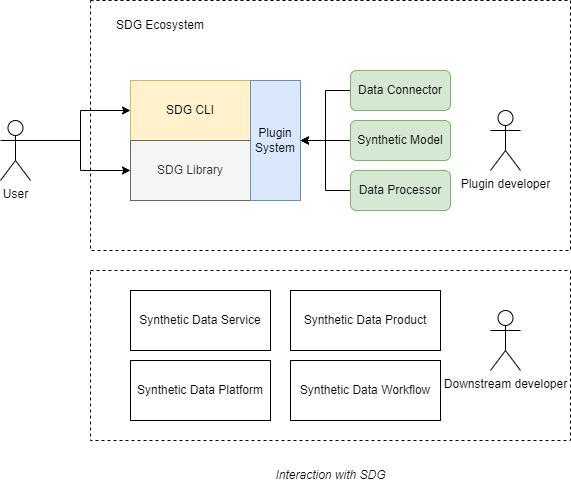 SDG Ecosystem
SDG CLI
Data Connector
Plugin
System
Synthetic Model
SDG Library
Data Processor
Plugin developer
User
Synthetic Data Service
Synthetic Data Product
Synthetic Data Platform
Synthetic Data Workflow
Downstream developer
Interaction with SDG